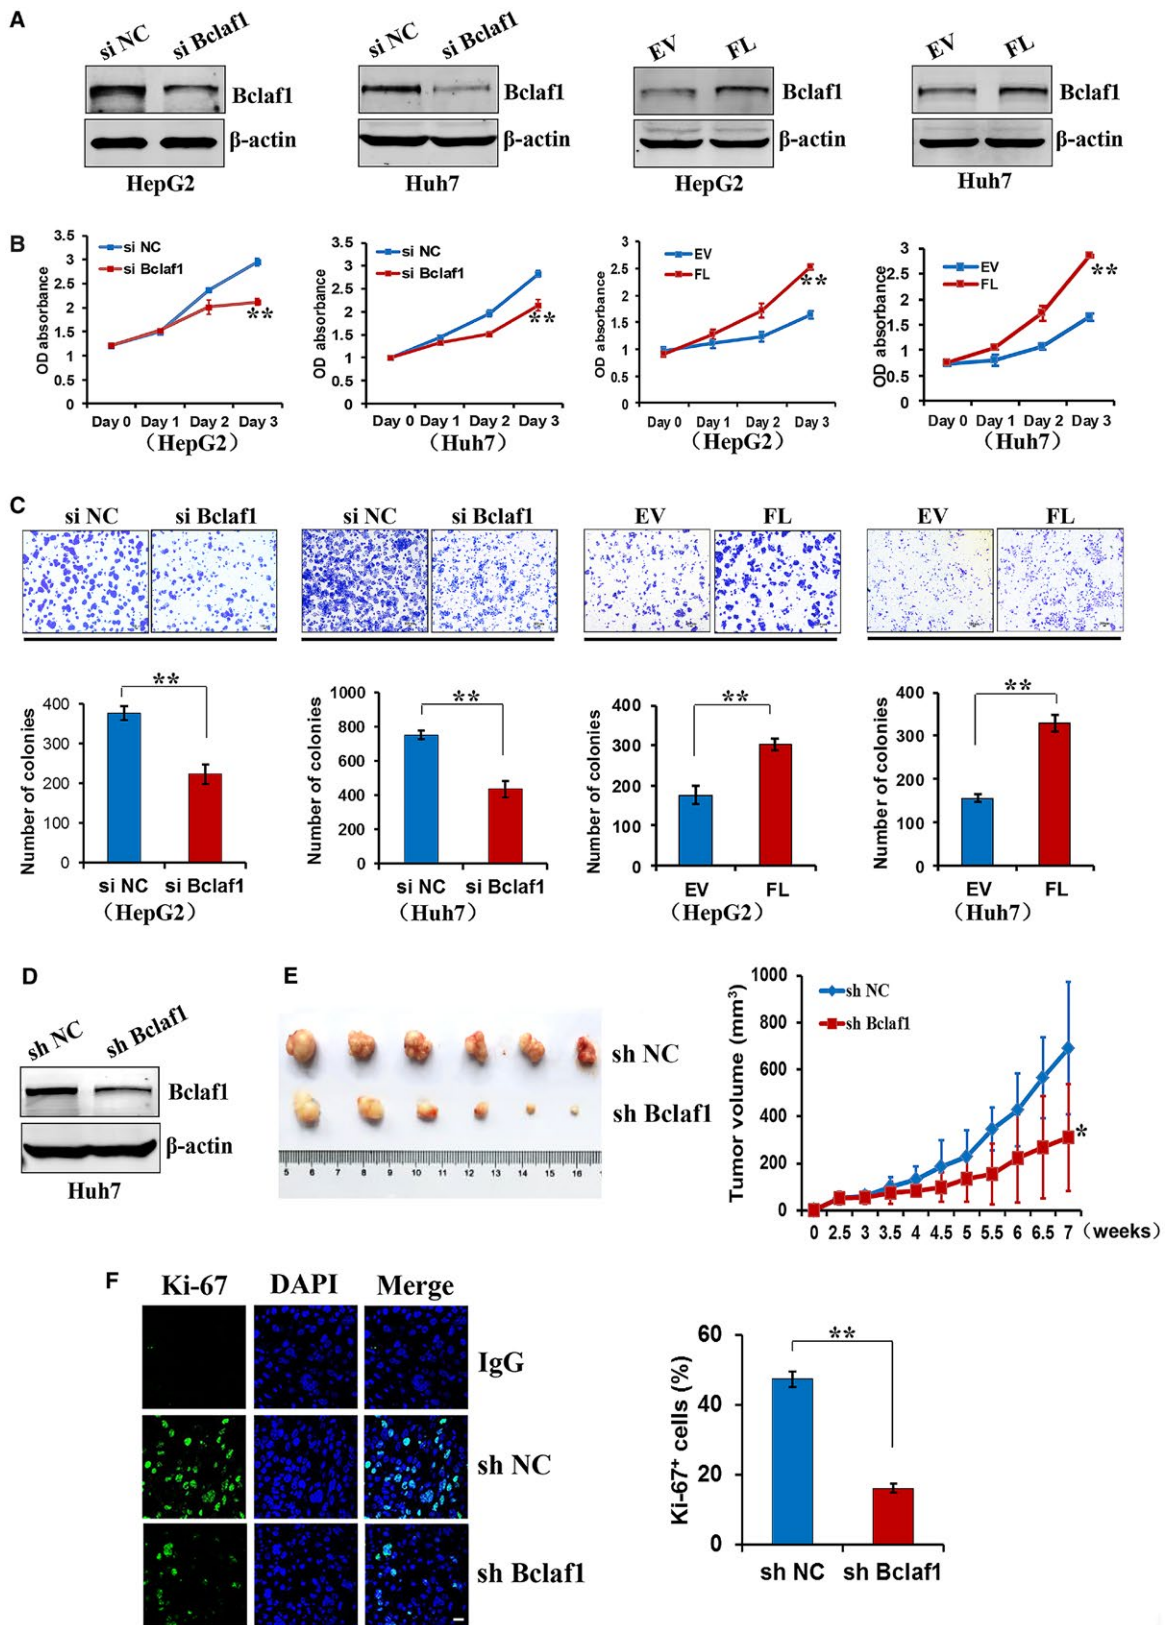 A
si NC si Bclaf1 si NC si Bclaf1 EV FL EV FL
Bclaf1 Bclaf1 Bclaf1 Bclaf1
β-actin β-actin β-actin β-actin
HepG2 Huh7 HepG2 Huh7
B
OD absorbance
3.5
3
2.5
2
1.5
1
0.5
0
si NC
si Bclaf1
**
Day 0 Day 1 Day 2 Day 3
(HepG2)
OD absorbance
3.5
3
2.5
2
1.5
1
0.5
0
si NC
si Bclaf1
**
Day 0 Day 1 Day 2 Day 3
(Huh7)
OD absorbance
3
2.5
2
1.5
1
0.5
0
EV
FL
**
Day 0 Day 1 Day 2 Day 3
(HepG2)
OD absorbance
3
2.5
2
1.5
1
0.5
0
EV
FL
**
Day 0 Day 1 Day 2 Day 3
(Huh7)
C
si NC si Bclaf1 si NC si Bclaf1 EV FL EV FL
Number of colonies
400
300
200
100
0
**
si NC si Bclaf1
(HepG2)
Number of colonies
1000
800
600
400
200
0
**
si NC si Bclaf1
(Huh7)
Number of colonies
400
300
200
100
0
**
EV FL
(HepG2)
Number of colonies
400
300
200
100
0
**
EV FL
(Huh7)
D
sh NC sh Bclaf1
Bclaf1
β-actin
Huh7
E
sh NC
sh Bclaf1
5 6 7 8 9 10 11 12 13 14 15 16
Tumor volume (mm³)
1000
800
600
400
200
0
sh NC
sh Bclaf1
*
0 2.5 3 3.5 4 4.5 5 5.5 6 6.5 7 (weeks)
F
Ki-67 DAPI Merge
IgG
sh NC
sh Bclaf1
Ki-67⁺ cells (%)
60
40
20
0
**
sh NC sh Bclaf1